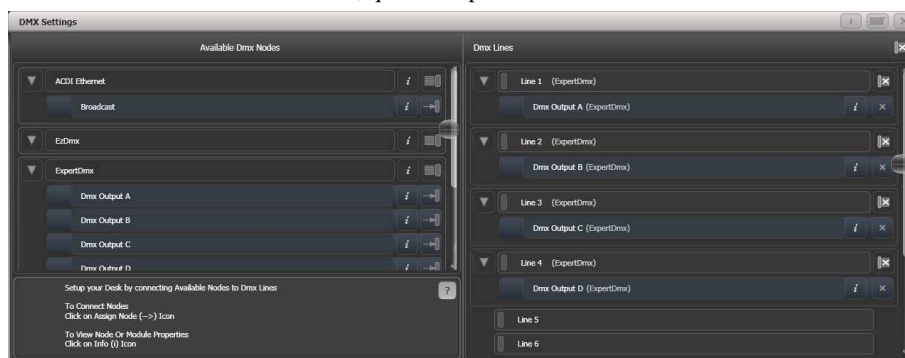 DMX Settings
Available Dmx Nodes
ACDI Ethernet
i
Broadcast
i
EzDmx
i
ExpertDmx
i
Dmx Output A
i
Dmx Output B
i
Dmx Output C
i
Dmx Output D
i
Setup your Desk by connecting Available Nodes to Dmx Lines
?
To Connect Nodes
Click on Assign Node (-->) Icon
To View Node Or Module Properties
Click on Info (i) Icon
Dmx Lines
Line 1 (ExpertDmx)
Dmx Output A (ExpertDmx)
i
Line 2 (ExpertDmx)
Dmx Output B (ExpertDmx)
i
Line 3 (ExpertDmx)
Dmx Output C (ExpertDmx)
i
Line 4 (ExpertDmx)
Dmx Output D (ExpertDmx)
i
Line 5
Line 6